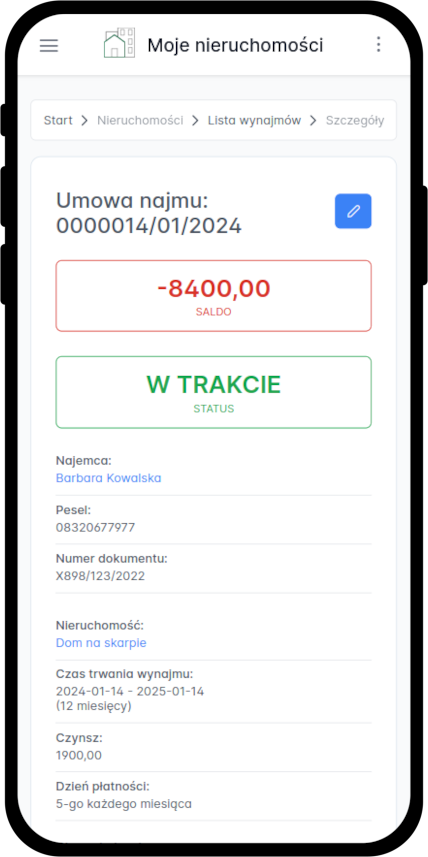 Moje nieruchomości
Start > Nieruchomości > Lista wynajmów > Szczegóły
Umowa najmu:
0000014/01/2024
-8400,00
SALDO
W TRAKCIE
STATUS
Najemca:
Barbara Kowalska
Pesel:
08320677977
Numer dokumentu:
X898/123/2022
Nieruchomość:
Dom na skarpie
Czas trwania wynajmu:
2024-01-14 - 2025-01-14
(12 miesięcy)
Czynsz:
1900,00
Dzień płatności:
5-go każdego miesiąca